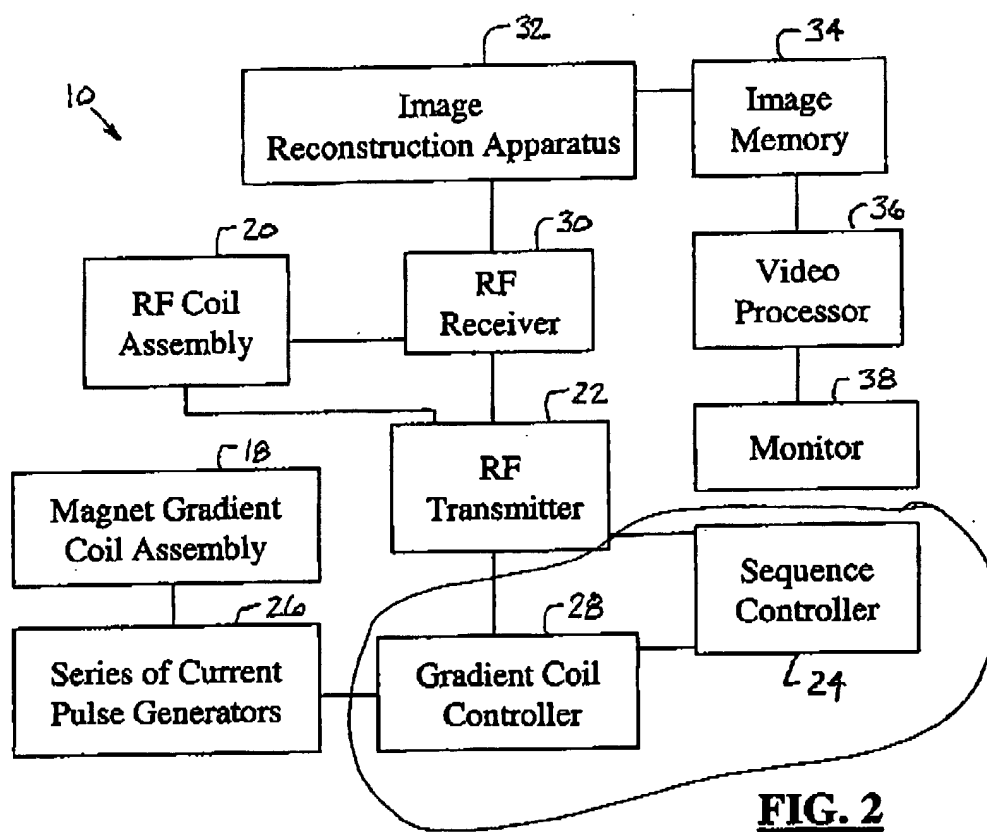 32
34
10
Image
Reconstruction Apparatus
Image
Memory
20
30
36
RF Coil
Assembly
RF
Receiver
Video
Processor
22
38
18
RF
Transmitter
Monitor
Magnet Gradient
Coil Assembly
Sequence
Controller
26
28
24
Series of Current
Pulse Generators
Gradient Coil
Controller
FIG. 2